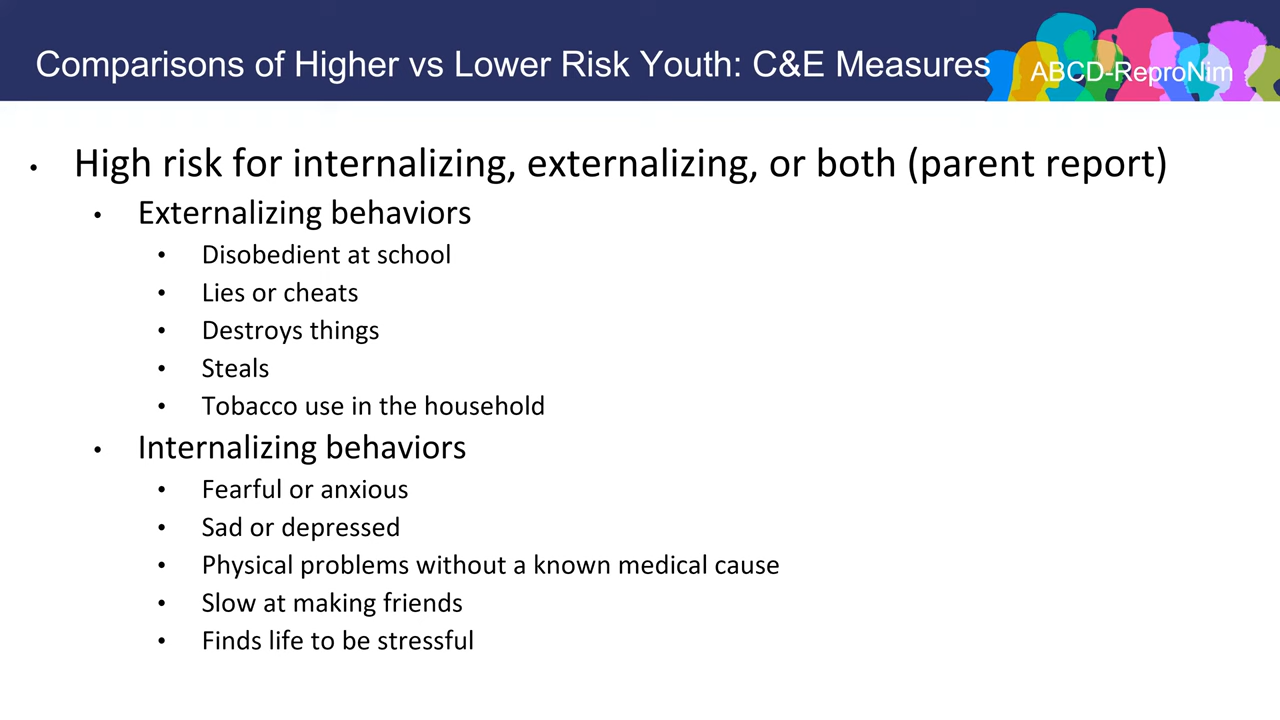 Comparisons of Higher vs Lower Risk Youth: C&E Measures
ABCD-ReproNim
• High risk for internalizing, externalizing, or both (parent report)
• Externalizing behaviors
• Disobedient at school
• Lies or cheats
• Destroys things
• Steals
• Tobacco use in the household
• Internalizing behaviors
• Fearful or anxious
• Sad or depressed
• Physical problems without a known medical cause
• Slow at making friends
• Finds life to be stressful